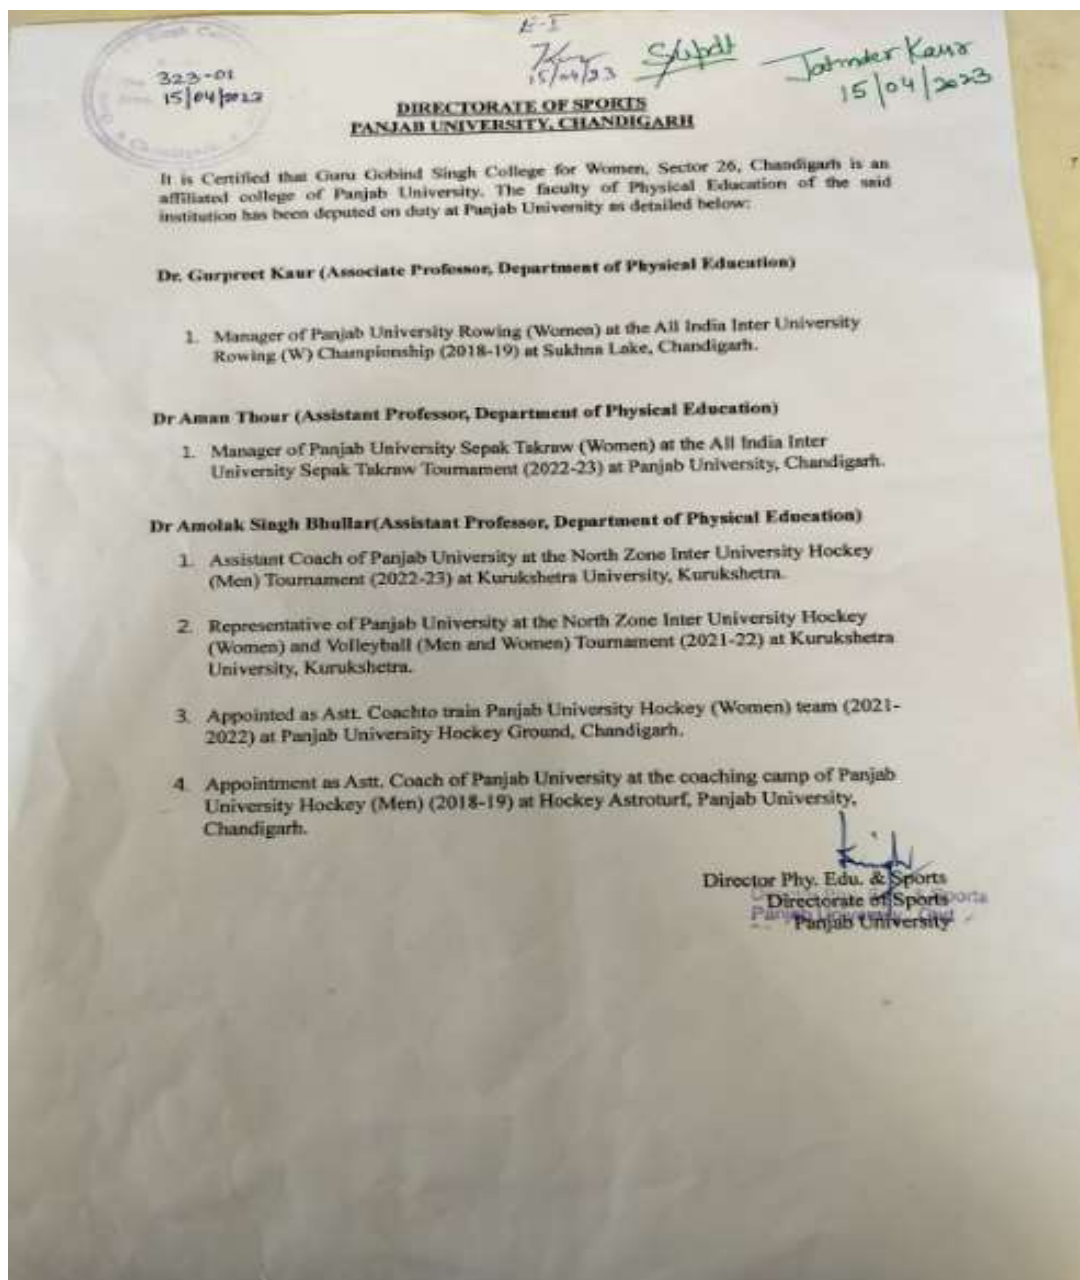 E-I
15/04/23
Supdt
Jatinder Kaur
15/04/2023
Singh
323-01
15/04/2023
Chandigarh
DIRECTORATE OF SPORTS
PANJAB UNIVERSITY, CHANDIGARH
It is Certified that Guru Gobind Singh College for Women, Sector 26, Chandigarh is an
affiliated college of Panjab University. The faculty of Physical Education of the said
institution has been deputed on duty at Panjab University as detailed below:
Dr. Gurpreet Kaur (Associate Professor, Department of Physical Education)
1. Manager of Panjab University Rowing (Women) at the All India Inter University
Rowing (W) Championship (2018-19) at Sukhna Lake, Chandigarh.
Dr Aman Thour (Assistant Professor, Department of Physical Education)
1. Manager of Panjab University Sepak Takraw (Women) at the All India Inter
University Sepak Takraw Tournament (2022-23) at Panjab University, Chandigarh.
Dr Amolak Singh Bhullar(Assistant Professor, Department of Physical Education)
1. Assistant Coach of Panjab University at the North Zone Inter University Hockey
(Men) Tournament (2022-23) at Kurukshetra University, Kurukshetra.
2. Representative of Panjab University at the North Zone Inter University Hockey
(Women) and Volleyball (Men and Women) Tournament (2021-22) at Kurukshetra
University, Kurukshetra.
3. Appointed as Astt. Coachto train Panjab University Hockey (Women) team (2021-
2022) at Panjab University Hockey Ground, Chandigarh.
4. Appointment as Astt. Coach of Panjab University at the coaching camp of Panjab
University Hockey (Men) (2018-19) at Hockey Astroturf, Panjab University,
Chandigarh.
Director Phy. Edu. & Sports
Directorate of Sports
Panjab University